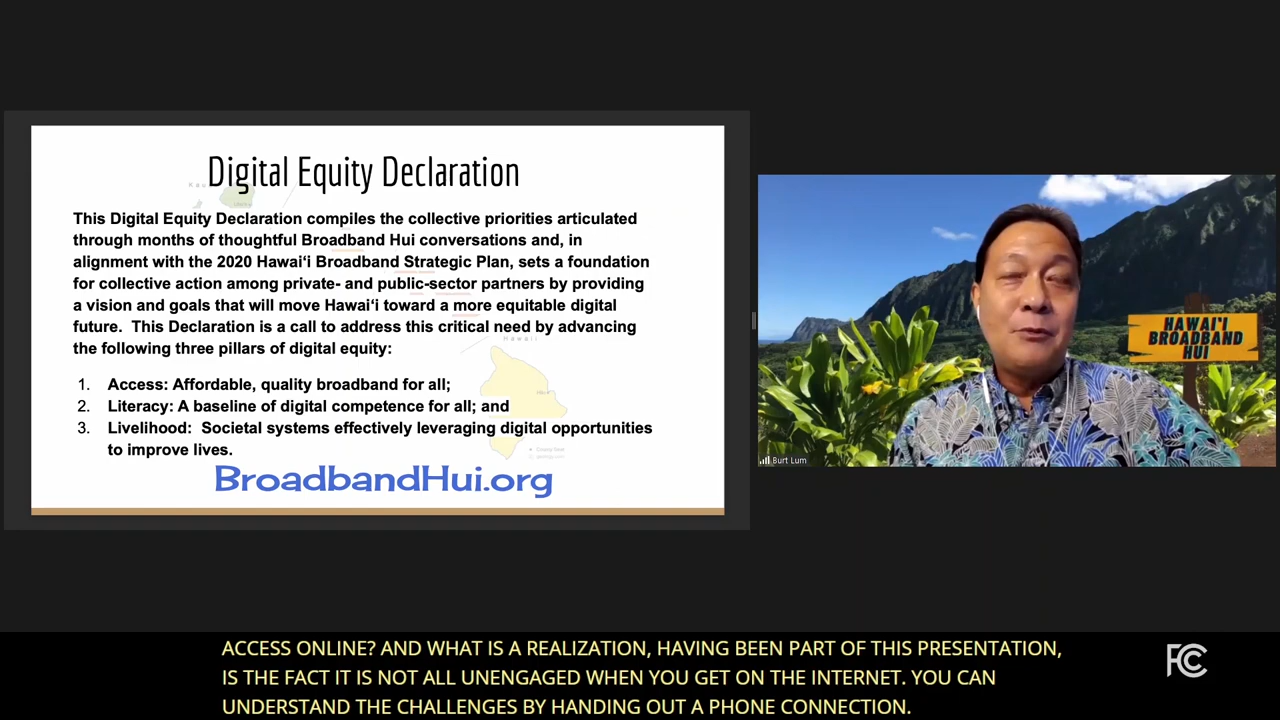 Digital Equity Declaration
This Digital Equity Declaration compiles the collective priorities articulated
through months of thoughtful Broadband Hui conversations and, in
alignment with the 2020 Hawaiʻi Broadband Strategic Plan, sets a foundation
for collective action among private- and public-sector partners by providing
a vision and goals that will move Hawaiʻi toward a more equitable digital
future.  This Declaration is a call to address this critical need by advancing
the following three pillars of digital equity:
Hawaii
1. Access: Affordable, quality broadband for all;
2. Literacy: A baseline of digital competence for all; and
3. Livelihood:  Societal systems effectively leveraging digital opportunities
to improve lives.
BroadbandHui.org
HAWAIʻI
BROADBAND
HUI
Burt Lum
ACCESS ONLINE? AND WHAT IS A REALIZATION, HAVING BEEN PART OF THIS PRESENTATION,
IS THE FACT IT IS NOT ALL UNENGAGED WHEN YOU GET ON THE INTERNET. YOU CAN
UNDERSTAND THE CHALLENGES BY HANDING OUT A PHONE CONNECTION.
FCC